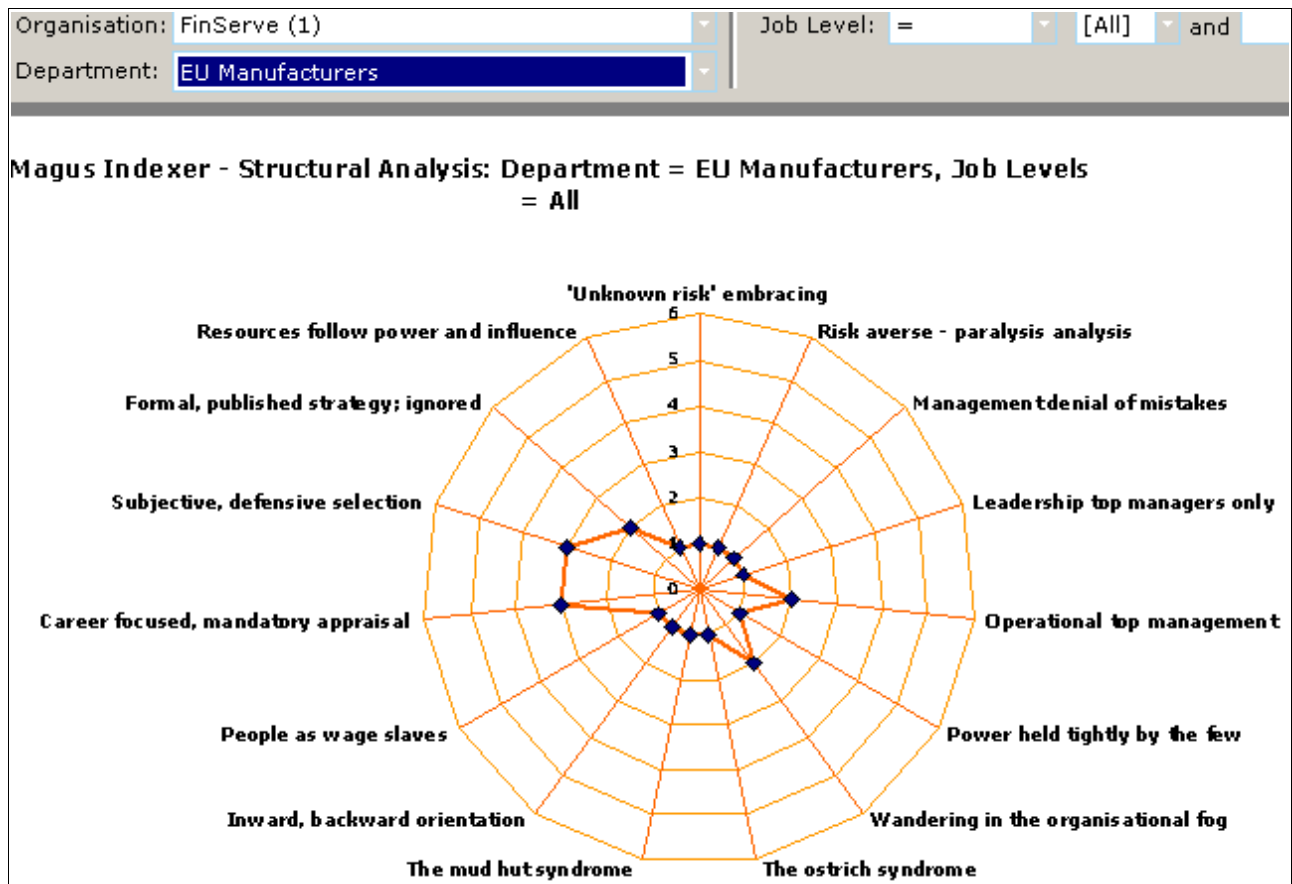 Organisation: FinServe (1) Job Level: = [All] and
Department: EU Manufacturers
Magus Indexer - Structural Analysis: Department = EU Manufacturers, Job Levels
= All
'Unknown risk' embracing
6
Resources follow power and influence
Risk averse - paralysis analysis
5
Formal, published strategy; ignored
4
Management denial of mistakes
3
Subjective, defensive selection
2
Leadership top managers only
1
0
Career focused, mandatory appraisal
Operational top management
People as wage slaves
Power held tightly by the few
Inward, backward orientation
Wandering in the organisational fog
The mud hut syndrome
The ostrich syndrome